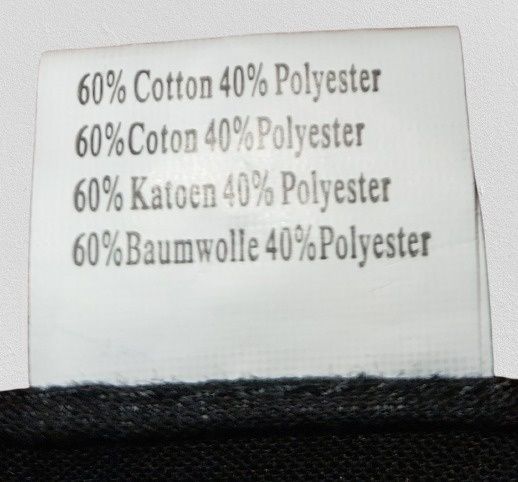 60% Cotton 40% Polyester
60%Coton 40%Polyester
60% Katoen 40% Polyester
60%Baumwolle 40%Polyester